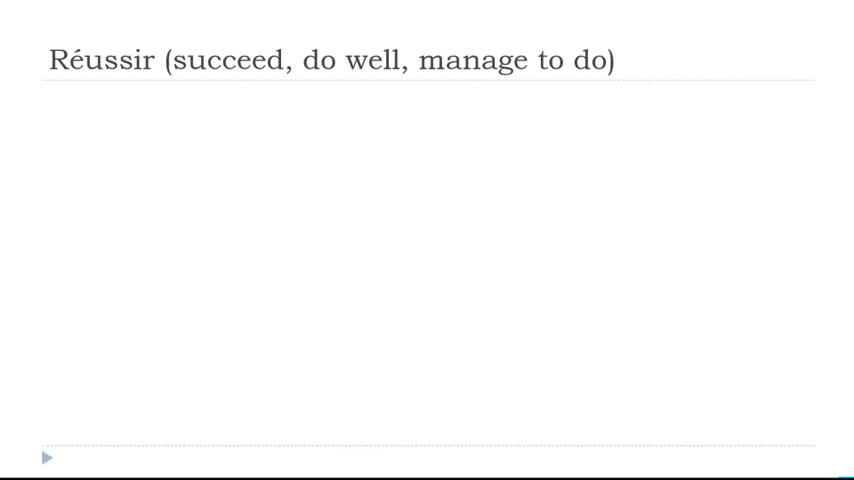 Réussir (succeed, do well, manage to do)